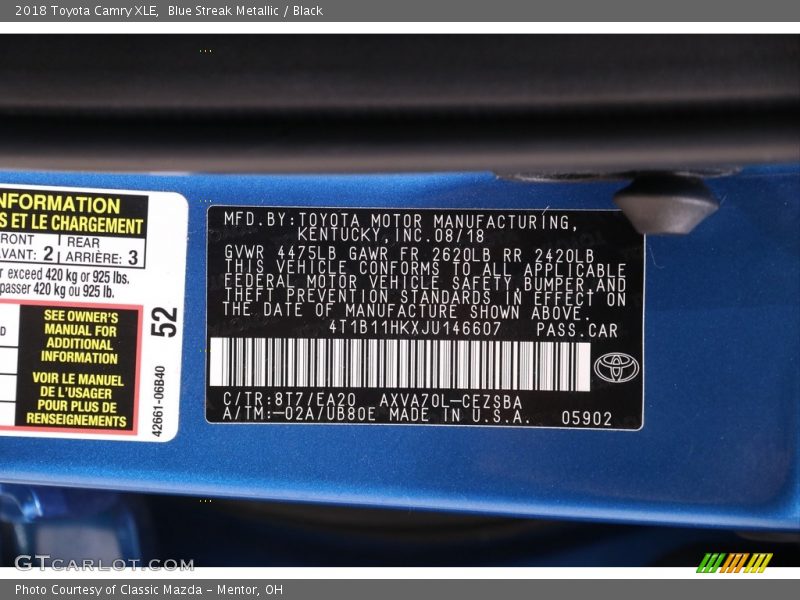 2018 Toyota Camry XLE, Blue Streak Metallic / Black
NFORMATION
S ET LE CHARGEMENT
RONT
REAR
VANT: 2
ARRIÈRE: 3
r exceed 420 kg or 925 lbs.
passer 420 kg ou 925 lb.
D
SEE OWNER'S
MANUAL FOR
ADDITIONAL
INFORMATION
VOIR LE MANUEL
DE L'USAGER
POUR PLUS DE
RENSEIGNEMENTS
52
42661-06B40
MFD.BY:TOYOTA MOTOR MANUFACTURING,
KENTUCKY,INC.08/18
GVWR 4475LB GAWR FR 2620LB RR 2420LB
THIS VEHICLE CONFORMS TO ALL APPLICABLE
FEDERAL MOTOR VEHICLE SAFETY,BUMPER,AND
THEFT PREVENTION STANDARDS IN EFFECT ON
THE DATE OF MANUFACTURE SHOWN ABOVE.
4T1B11HKXJU146607 PASS.CAR
C/TR:8T7/EA20 AXVA70L-CEZSBA
A/TM:-02A/UB80E MADE IN U.S.A. 05902
GTCARLOT.COM
Photo Courtesy of Classic Mazda - Mentor, OH